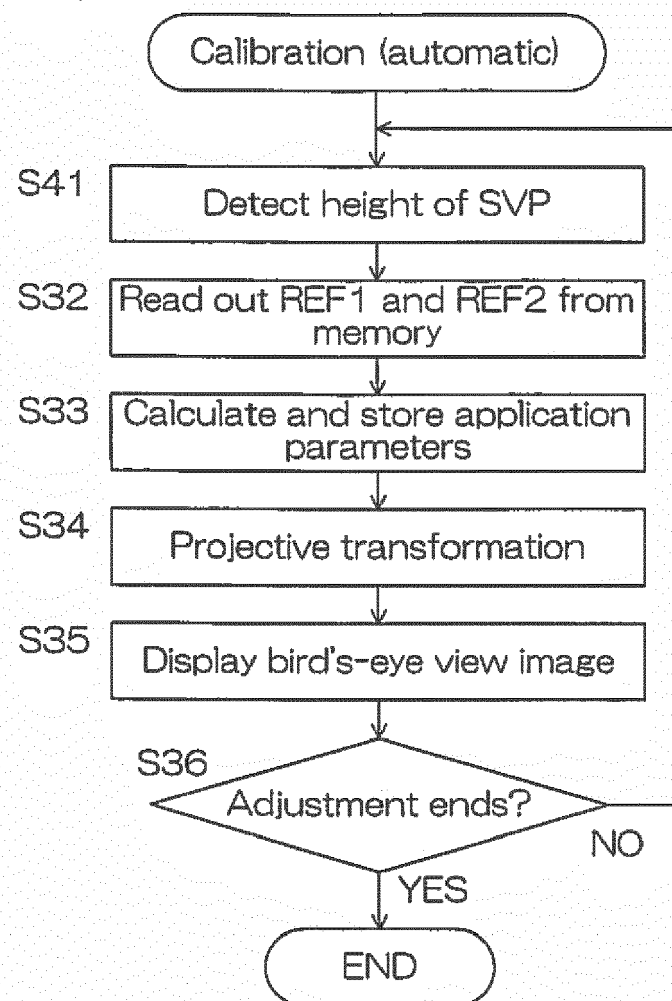 Calibration (automatic)
S41
Detect height of SVP
S32
Read out REF1 and REF2 from
memory
S33
Calculate and store application
parameters
S34
Projective transformation
S35
Display bird's-eye view image
S36
Adjustment ends?
NO
YES
END